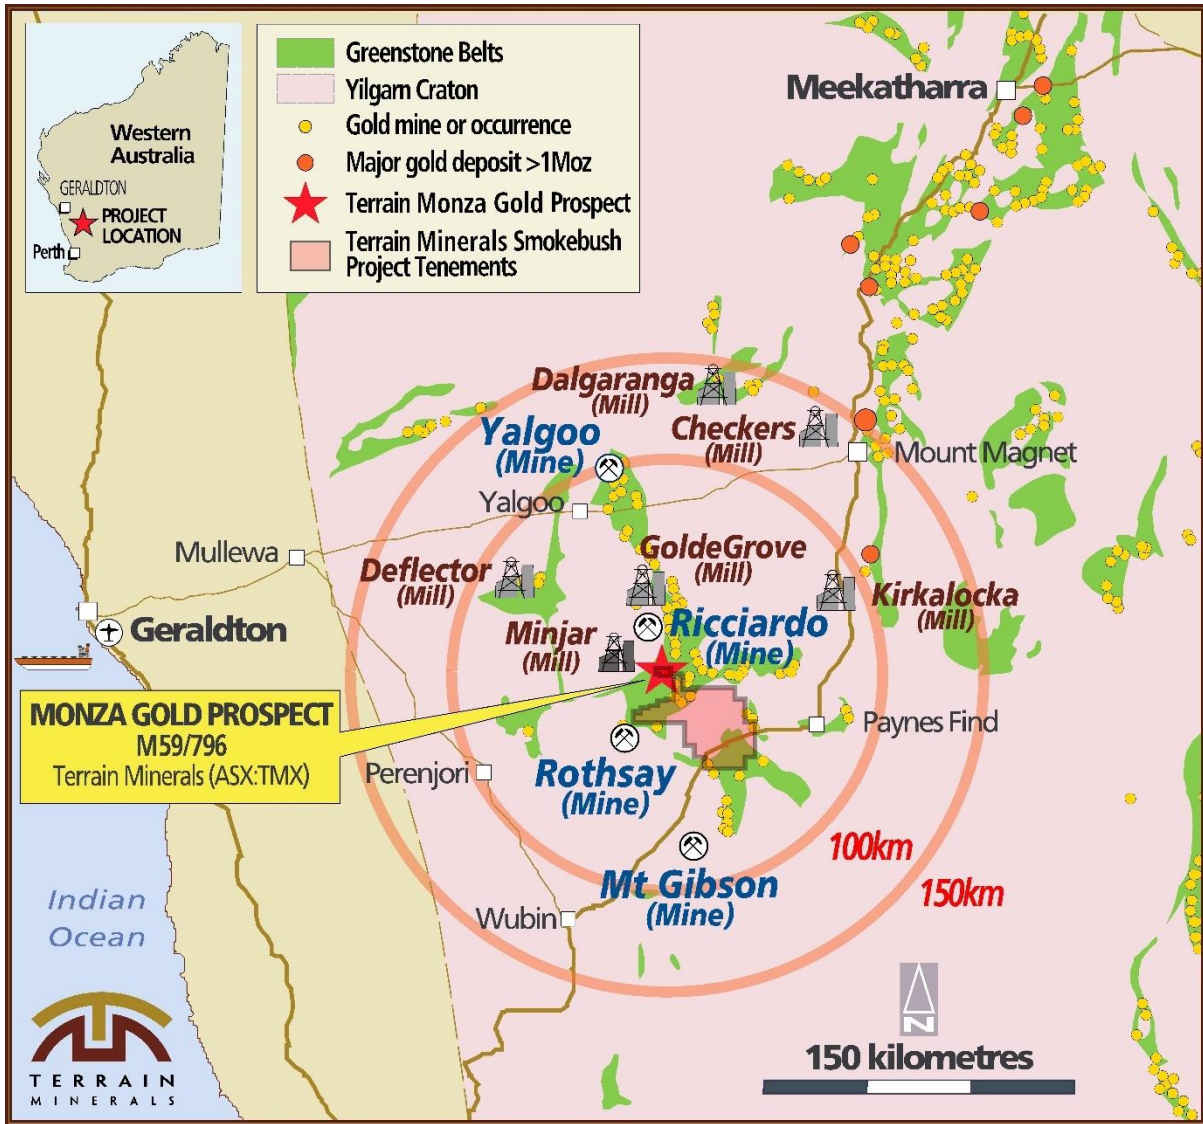 Western
Australia
GERALDTON
PROJECT
LOCATION
Perth
Greenstone Belts
Yilgarn Craton
Gold mine or occurrence
Major gold deposit >1Moz
Terrain Monza Gold Prospect
Terrain Minerals Smokebush
Project Tenements
Meekatharra
Dalgaranga
(Mill)
Checkers
(Mill)
Yalgoo
(Mine)
Mount Magnet
Yalgoo
Mullewa
Deflector
(Mill)
GoldeGrove
(Mill)
Kirkalocka
(Mill)
Geraldton
Minjar
(Mill)
Ricciardo
(Mine)
MONZA GOLD PROSPECT
M59/796
Terrain Minerals (ASX:TMX)
Paynes Find
Perenjori
Rothsay
(Mine)
100km
150km
Mt Gibson
(Mine)
Wubin
Indian
Ocean
N
150 kilometres
TERRAIN
MINERALS